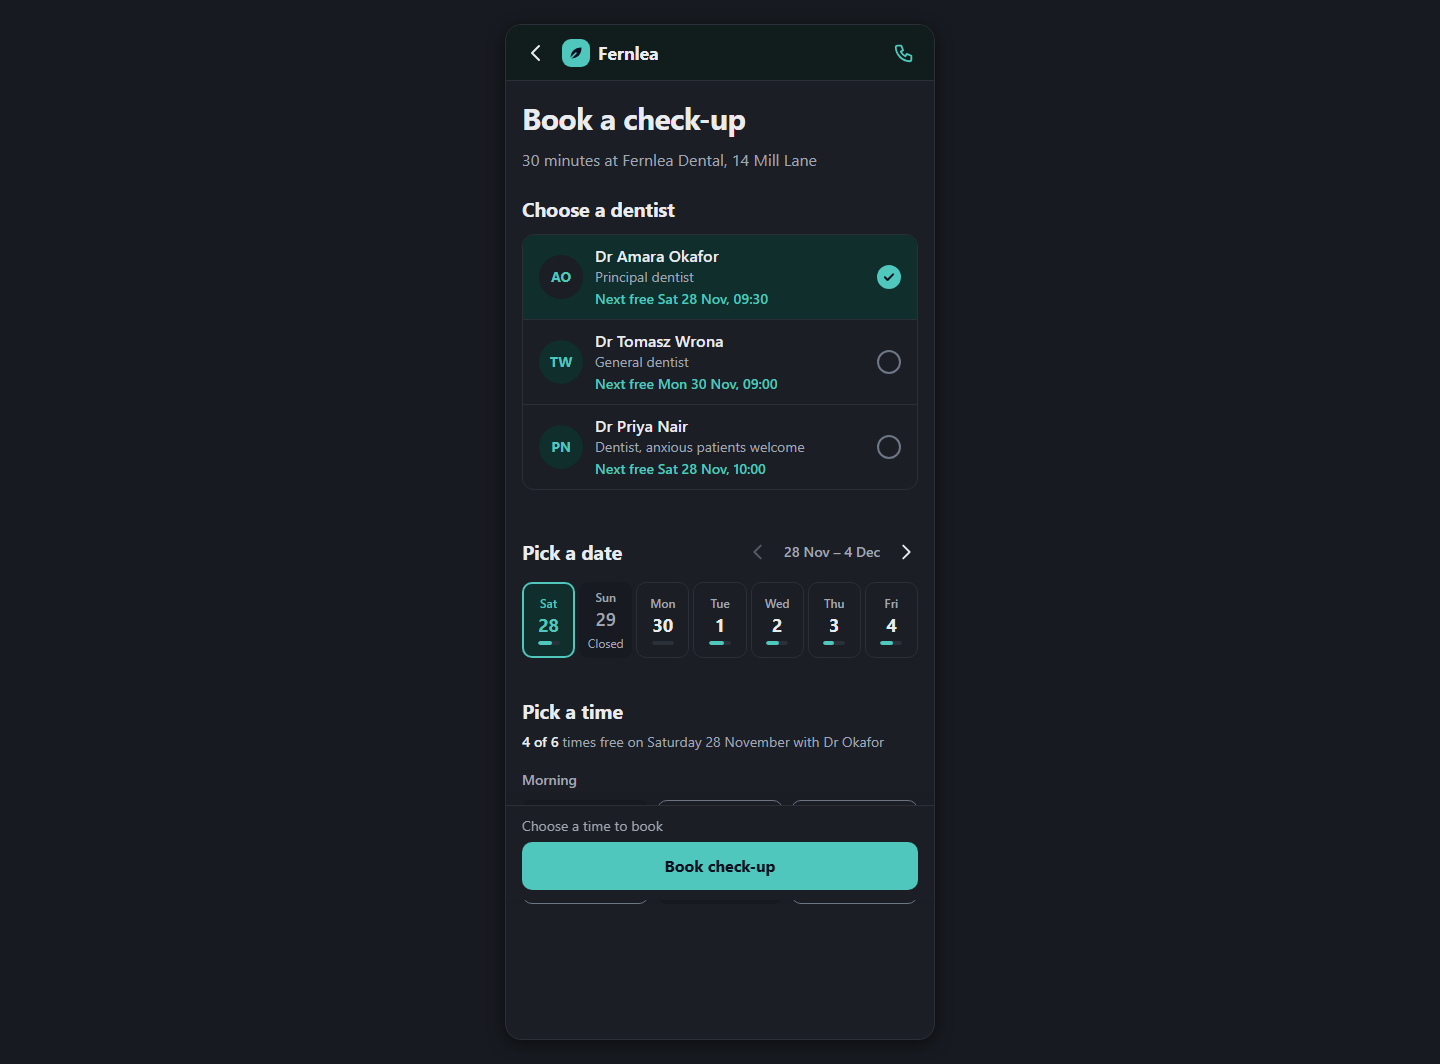 Fernlea
Book a check-up
30 minutes at Fernlea Dental, 14 Mill Lane
Choose a dentist
AO
Dr Amara Okafor
Principal dentist
Next free Sat 28 Nov, 09:30
TW
Dr Tomasz Wrona
General dentist
Next free Mon 30 Nov, 09:00
PN
Dr Priya Nair
Dentist, anxious patients welcome
Next free Sat 28 Nov, 10:00
Pick a date
28 Nov – 4 Dec
Sat
28
Sun
29
Closed
Mon
30
Tue
1
Wed
2
Thu
3
Fri
4
Pick a time
4 of 6 times free on Saturday 28 November with Dr Okafor
Morning
Choose a time to book
Book check-up